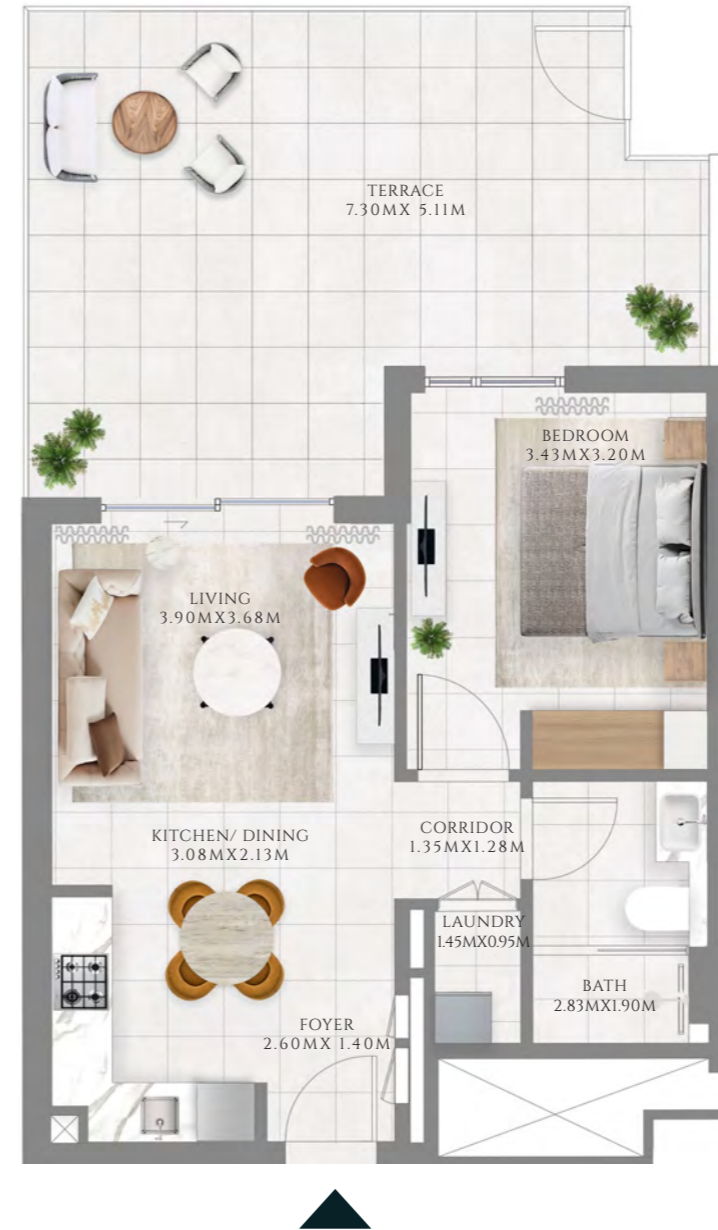 TERRACE
7.30MX 5.11M
BEDROOM
3.43MX3.20M
LIVING
3.90MX3.68M
KITCHEN/ DINING
3.08MX2.13M
CORRIDOR
1.35MX1.28M
LAUNDRY
1.45MX0.95M
BATH
2.83MX1.90M
FOYER
2.60MX 1.40M